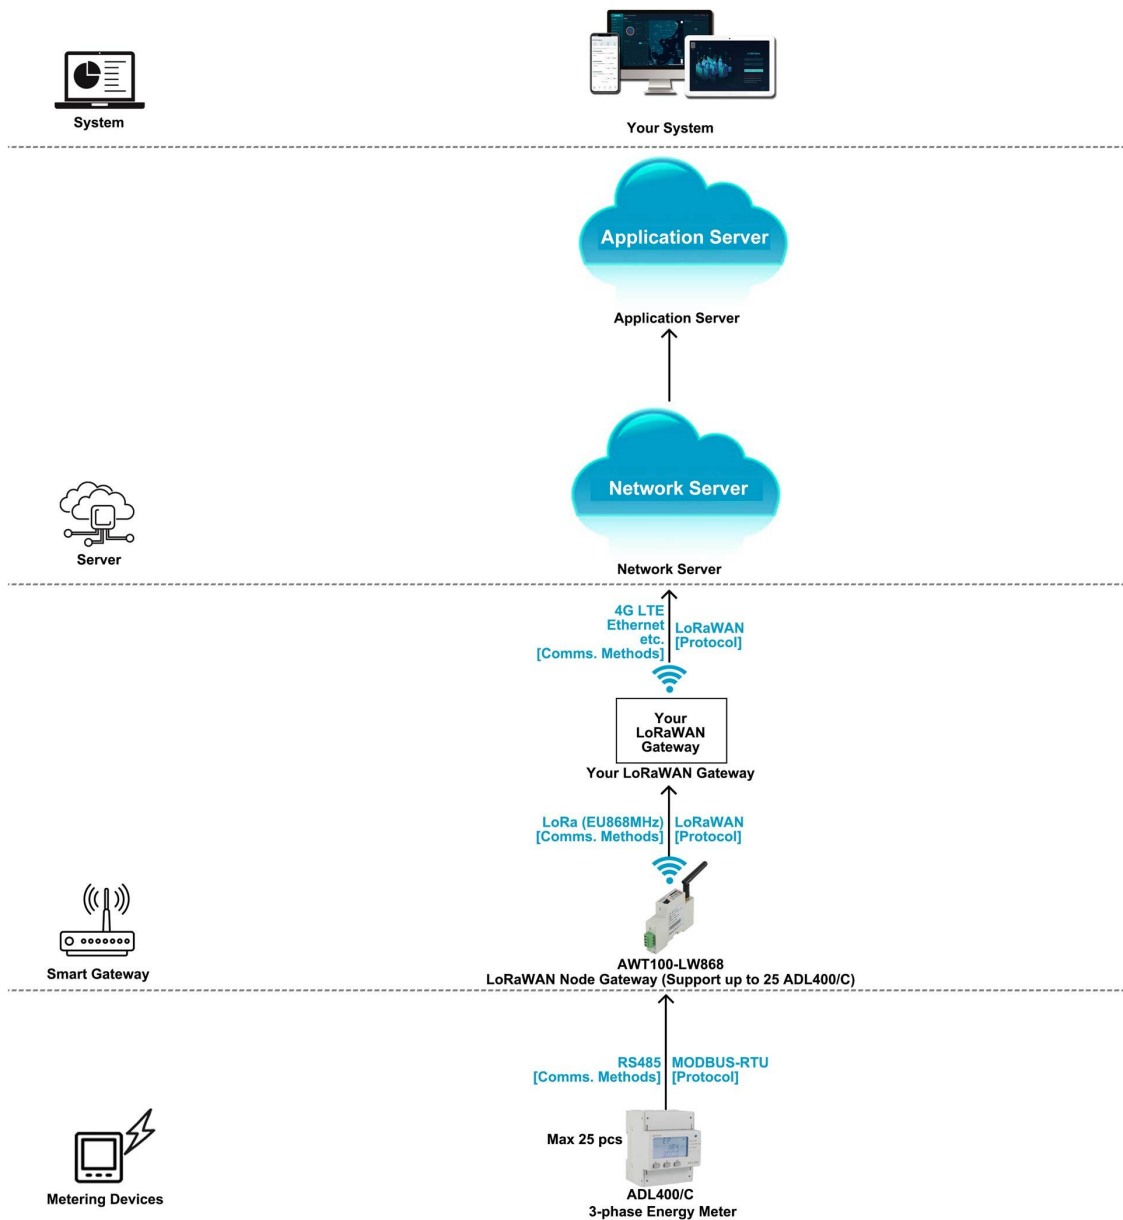 System
Your System
Application Server
Application Server
Network Server
Server
Network Server
4G LTE
Ethernet
etc.
[Comms. Methods]
LoRaWAN
[Protocol]
Your
LoRaWAN
Gateway
Your LoRaWAN Gateway
LoRa (EU868MHz)
[Comms. Methods]
LoRaWAN
[Protocol]
Smart Gateway
AWT100-LW868
LoRaWAN Node Gateway (Support up to 25 ADL400/C)
RS485
[Comms. Methods]
MODBUS-RTU
[Protocol]
Max 25 pcs
Metering Devices
ADL400/C
3-phase Energy Meter